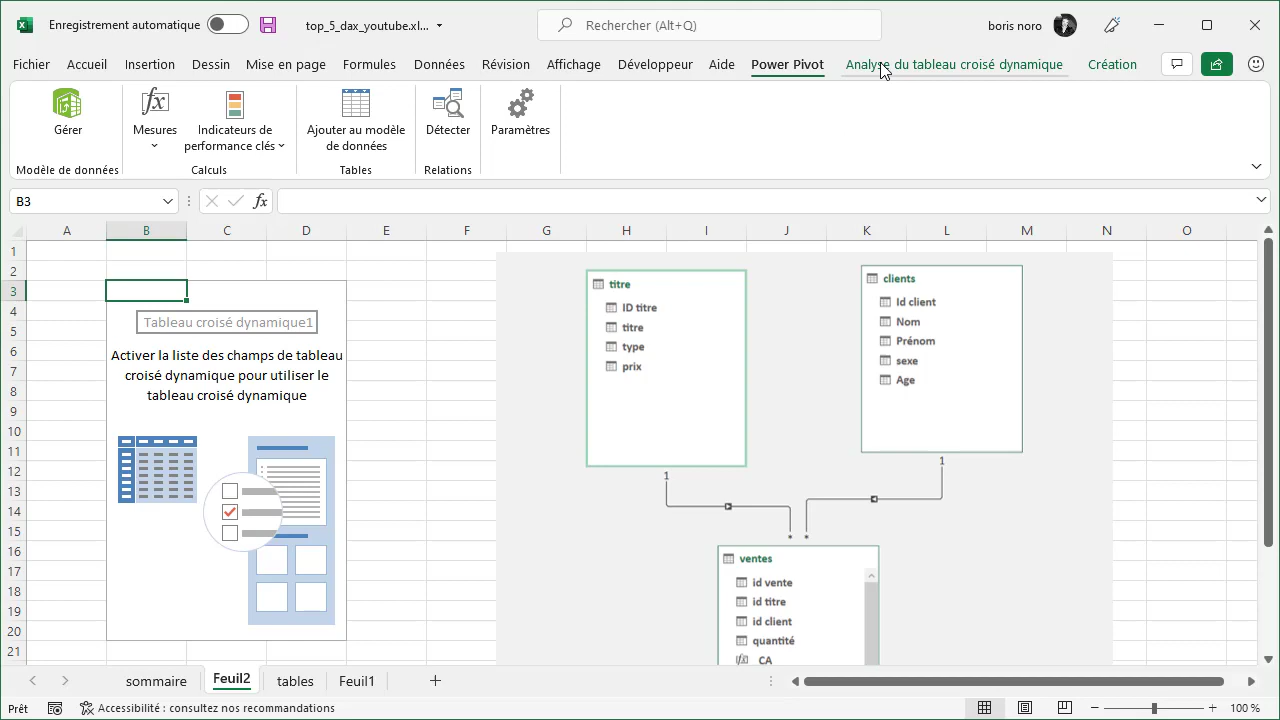 Enregistrement automatique
top_5_dax_youtube.xl...
Rechercher (Alt+Q)
boris noro
Fichier Accueil Insertion Dessin Mise en page Formules Données Révision Affichage Développeur Aide Power Pivot Analyse du tableau croisé dynamique Création
Gérer
Mesures
Indicateurs de
performance clés
Ajouter au modèle
de données
Détecter
Paramètres
Modèle de données
Calculs
Tables
Relations
B3
fx
A B C D E F G H I J K L M N O
1
2
3
4
5
6
7
8
9
10
11
12
13
14
15
16
17
18
19
20
21
Tableau croisé dynamique1
Activer la liste des champs de tableau
croisé dynamique pour utiliser le
tableau croisé dynamique
titre
ID titre
titre
type
prix
1
clients
Id client
Nom
Prénom
sexe
Age
1
* *
ventes
id vente
id titre
id client
quantité
CA
sommaire Feuil2 tables Feuil1
Prêt
Accessibilité : consultez nos recommandations
100 %